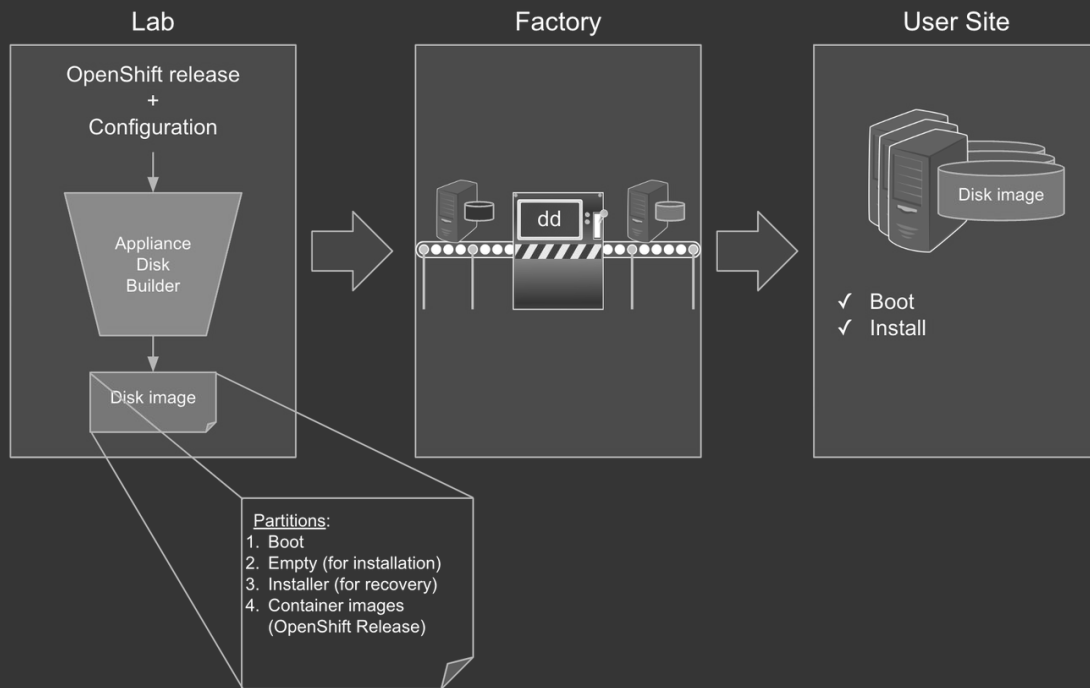 Lab
OpenShift release
+
Configuration
Appliance
Disk
Builder
Disk image
Partitions:
1. Boot
2. Empty (for installation)
3. Installer (for recovery)
4. Container images
(OpenShift Release)
Factory
dd
User Site
Disk image
✓ Boot
✓ Install